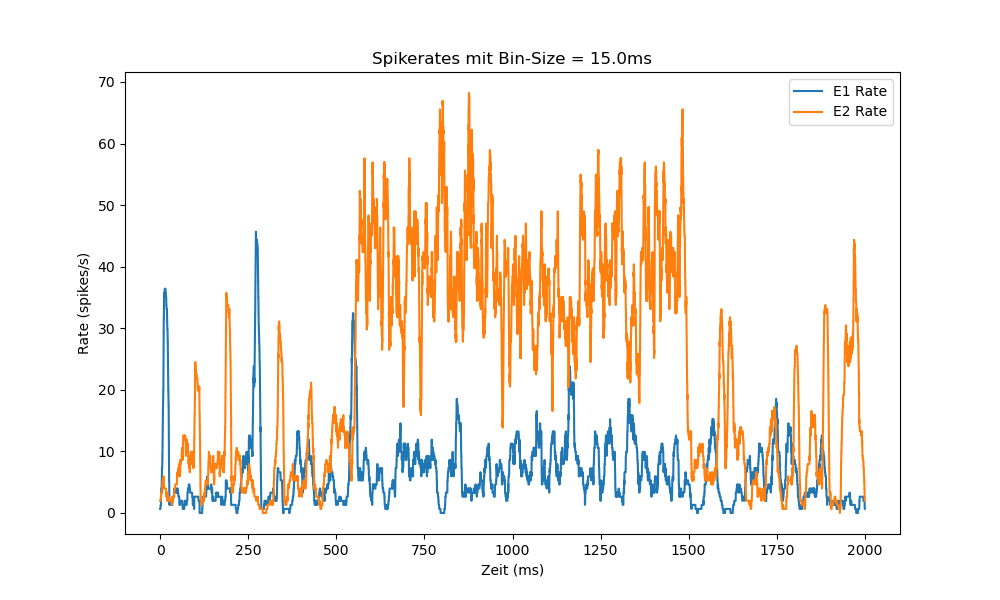 Spikerates mit Bin-Size = 15.0ms
E1 Rate
E2 Rate
Rate (spikes/s)
70
60
50
40
30
20
10
0
0 250 500 750 1000 1250 1500 1750 2000
Zeit (ms)